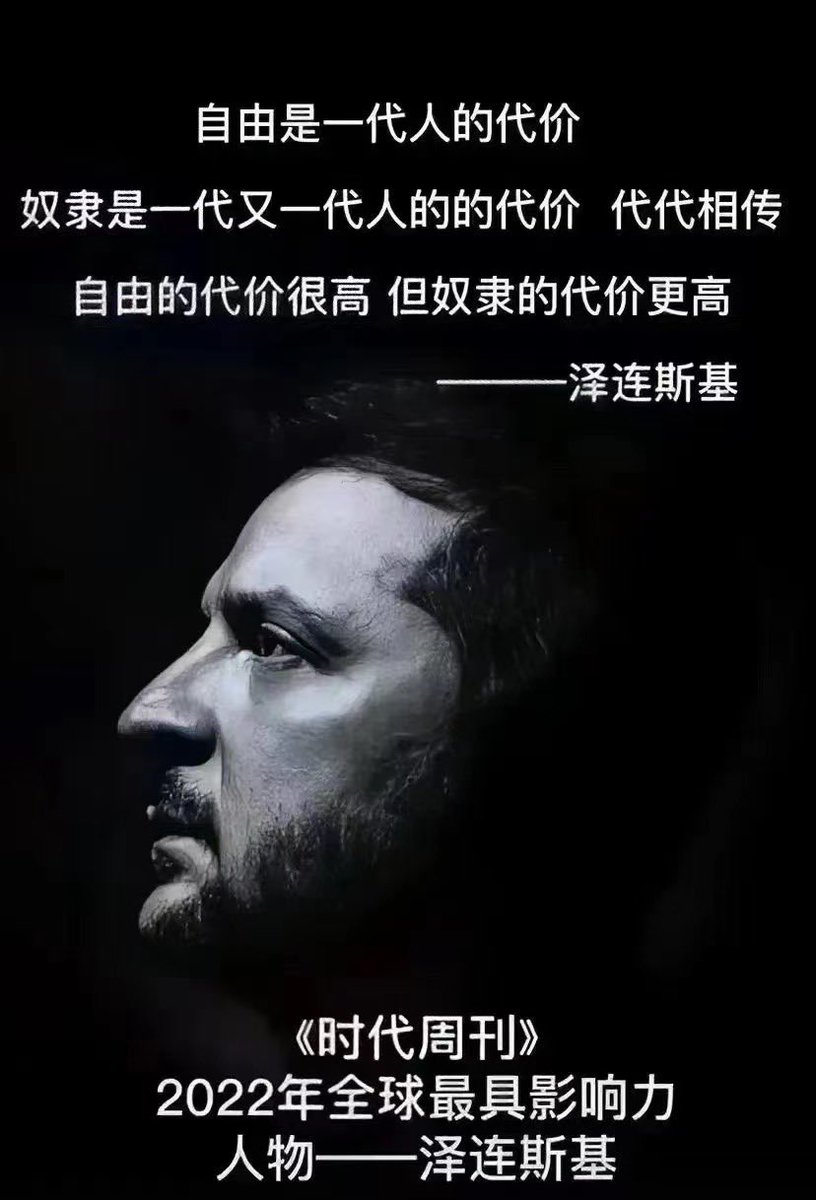 自由是一代人的代价
奴隶是一代又一代人的的代价 代代相传
自由的代价很高 但奴隶的代价更高
———泽连斯基
《时代周刊》
2022年全球最具影响力
人物——泽连斯基